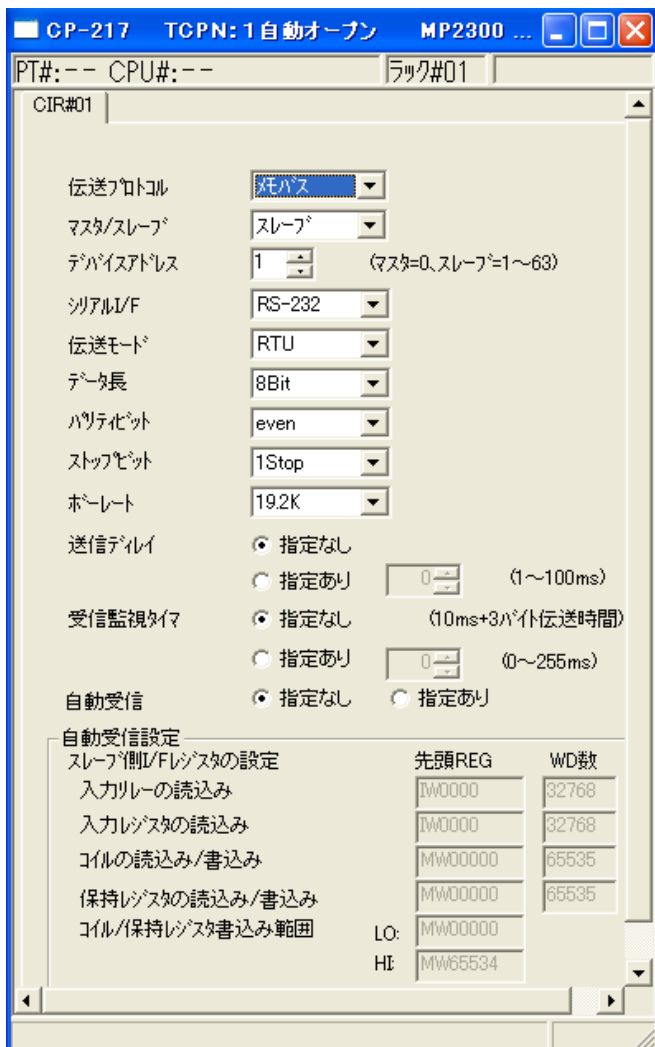 CP-217 TCPN:1自動オープン MP2300 ...
PT#:-- CPU#:-- ラック#01
CIR#01
伝送ﾌﾟﾛﾄｺﾙ ﾒﾓﾊﾞｽ
ﾏｽﾀ/ｽﾚｰﾌﾞ ｽﾚｰﾌﾞ
ﾃﾞﾊﾞｲｽｱﾄﾞﾚｽ 1 (ﾏｽﾀ=0､ｽﾚｰﾌﾞ=1～63)
ｼﾘｱﾙI/F RS-232
伝送ﾓｰﾄﾞ RTU
ﾃﾞｰﾀ長 8Bit
ﾊﾟﾘﾃｨﾋﾞｯﾄ even
ｽﾄｯﾌﾟﾋﾞｯﾄ 1Stop
ﾎﾞｰﾚｰﾄ 19.2K
送信ﾃﾞｨﾚｲ 指定なし
指定あり 0 (1～100ms)
受信監視ﾀｲﾏ 指定なし (10ms+3ﾊﾞｲﾄ伝送時間)
指定あり 0 (0～255ms)
自動受信 指定なし 指定あり
自動受信設定
ｽﾚｰﾌﾞ側I/Fﾚｼﾞｽﾀの設定 先頭REG WD数
入力ﾘﾚｰの読込み IW0000 32768
入力ﾚｼﾞｽﾀの読込み IW0000 32768
ｺｲﾙの読込み/書込み MW00000 65535
保持ﾚｼﾞｽﾀの読込み/書込み MW00000 65535
ｺｲﾙ/保持ﾚｼﾞｽﾀ書込み範囲 LO: MW00000
HI: MW65534